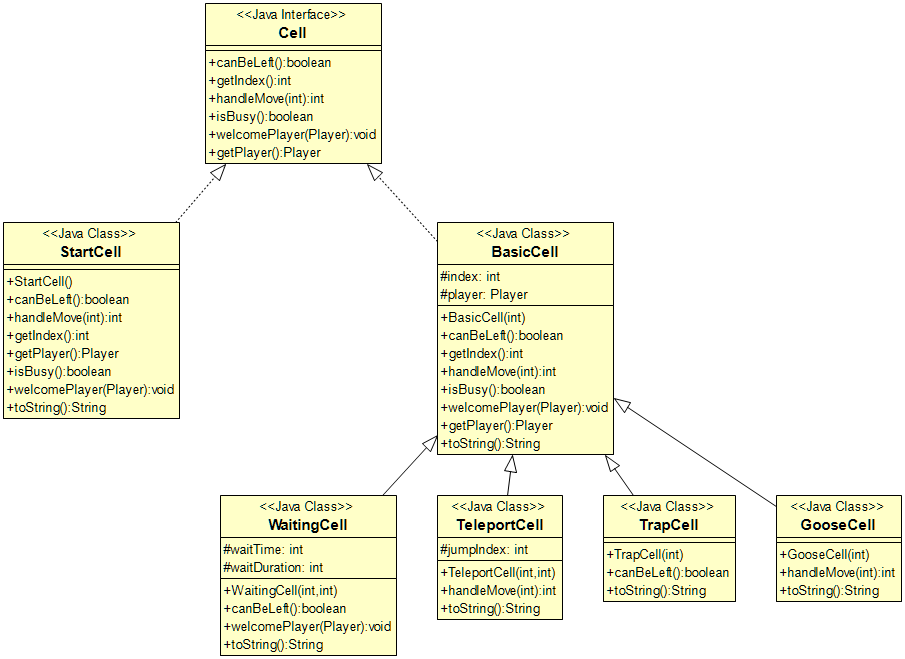 <<Java Interface>>
Cell
+canBeLeft():boolean
+getIndex():int
+handleMove(int):int
+isBusy():boolean
+welcomePlayer(Player):void
+getPlayer():Player
<<Java Class>>
StartCell
+StartCell()
+canBeLeft():boolean
+handleMove(int):int
+getIndex():int
+getPlayer():Player
+isBusy():boolean
+welcomePlayer(Player):void
+toString():String
<<Java Class>>
BasicCell
#index: int
#player: Player
+BasicCell(int)
+canBeLeft():boolean
+getIndex():int
+handleMove(int):int
+isBusy():boolean
+welcomePlayer(Player):void
+getPlayer():Player
+toString():String
<<Java Class>>
WaitingCell
#waitTime: int
#waitDuration: int
+WaitingCell(int,int)
+canBeLeft():boolean
+welcomePlayer(Player):void
+toString():String
<<Java Class>>
TeleportCell
#jumpIndex: int
+TeleportCell(int,int)
+handleMove(int):int
+toString():String
<<Java Class>>
TrapCell
+TrapCell(int)
+canBeLeft():boolean
+toString():String
<<Java Class>>
GooseCell
+GooseCell(int)
+handleMove(int):int
+toString():String